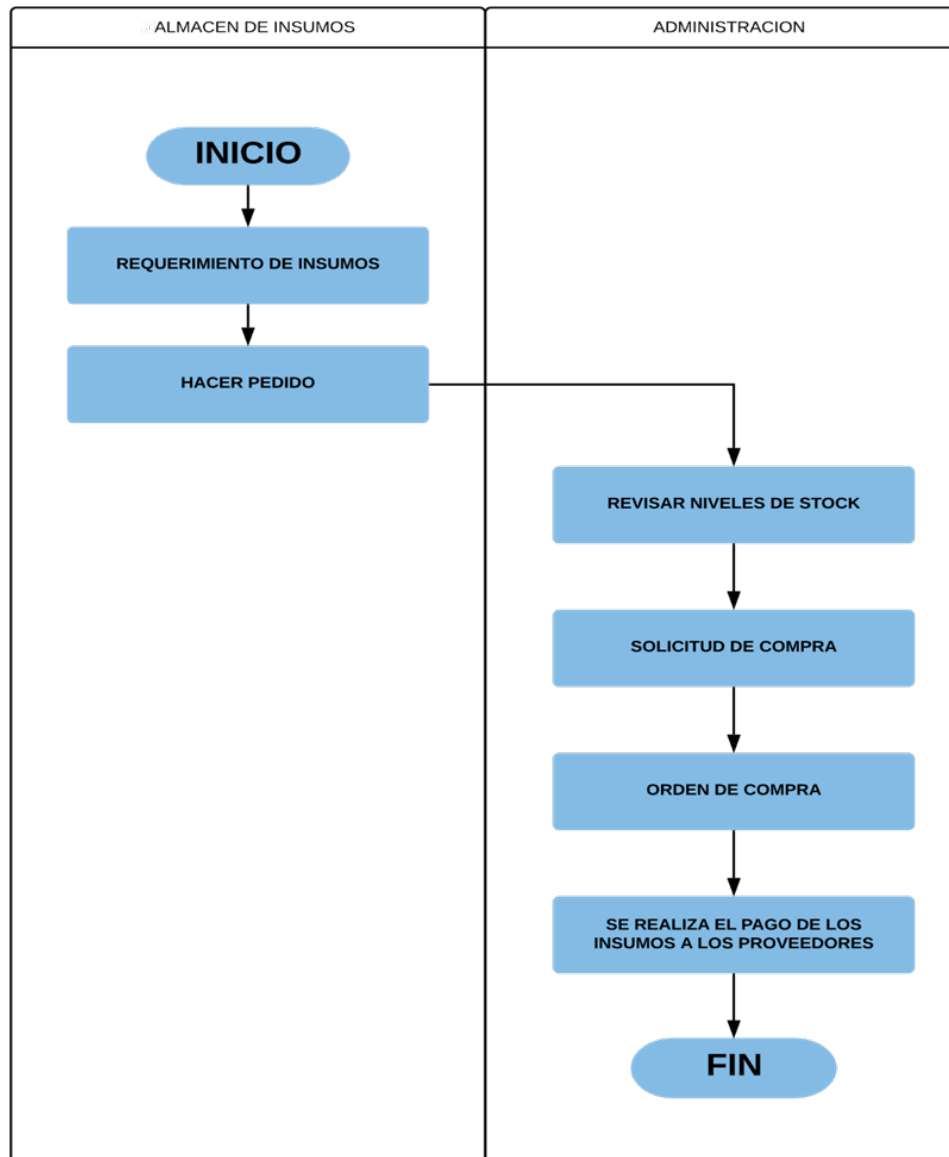 ALMACEN DE INSUMOS
ADMINISTRACION
INICIO
REQUERIMIENTO DE INSUMOS
HACER PEDIDO
REVISAR NIVELES DE STOCK
SOLICITUD DE COMPRA
ORDEN DE COMPRA
SE REALIZA EL PAGO DE LOS
INSUMOS A LOS PROVEEDORES
FIN